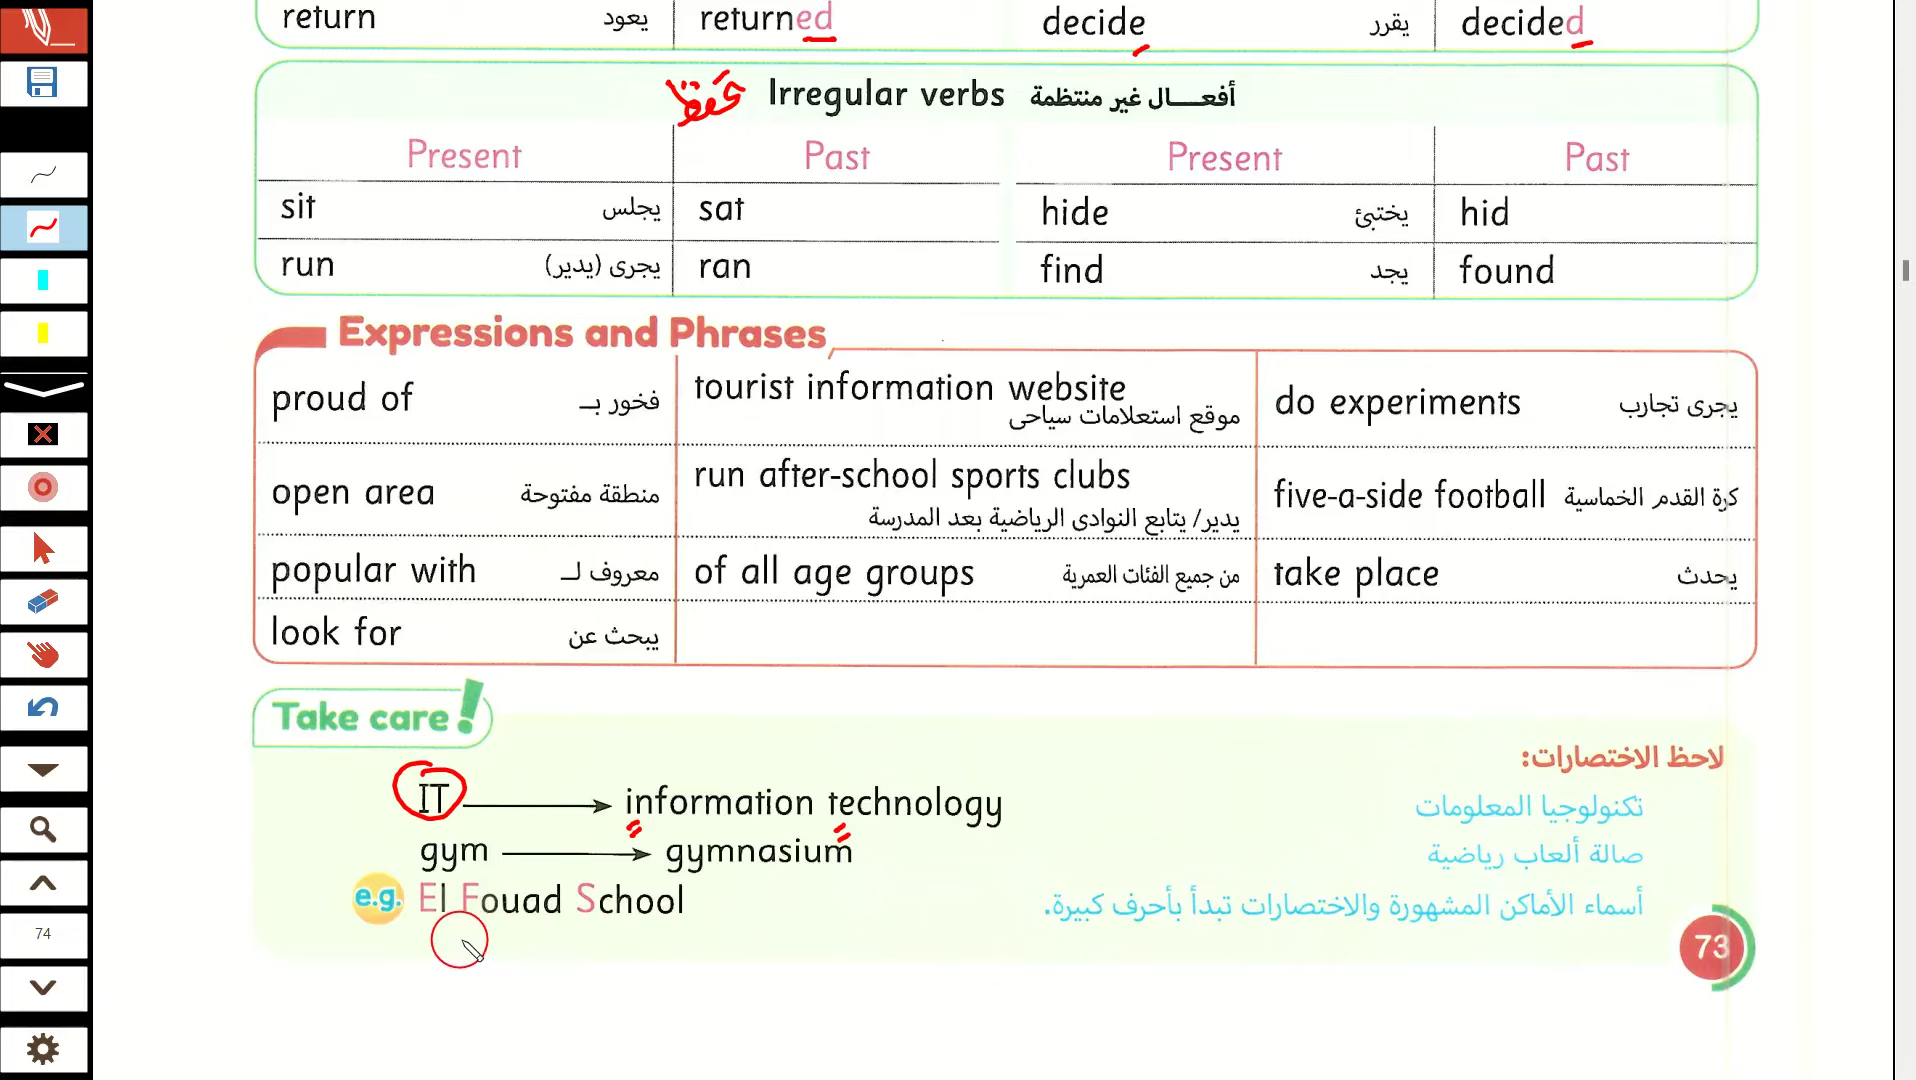 return يعود returned decide يقرر decided
تحفظ Irregular verbs أفعـــال غير منتظمة
Present Past Present Past
sit يجلس sat hide يختبئ hid
run يجرى (يدير) ran find يجد found
Expressions and Phrases
proud of فخور بـ tourist information website موقع استعلامات سياحى do experiments يجرى تجارب
open area منطقة مفتوحة run after-school sports clubs يدير/ يتابع النوادى الرياضية بعد المدرسة five-a-side football كرة القدم الخماسية
popular with معروف لـ of all age groups من جميع الفئات العمرية take place يحدث
look for يبحث عن
Take care!
لاحظ الاختصارات:
IT → information technology تكنولوجيا المعلومات
gym → gymnasium صالة ألعاب رياضية
e.g. El Fouad School أسماء الأماكن المشهورة والاختصارات تبدأ بأحرف كبيرة.
73
74